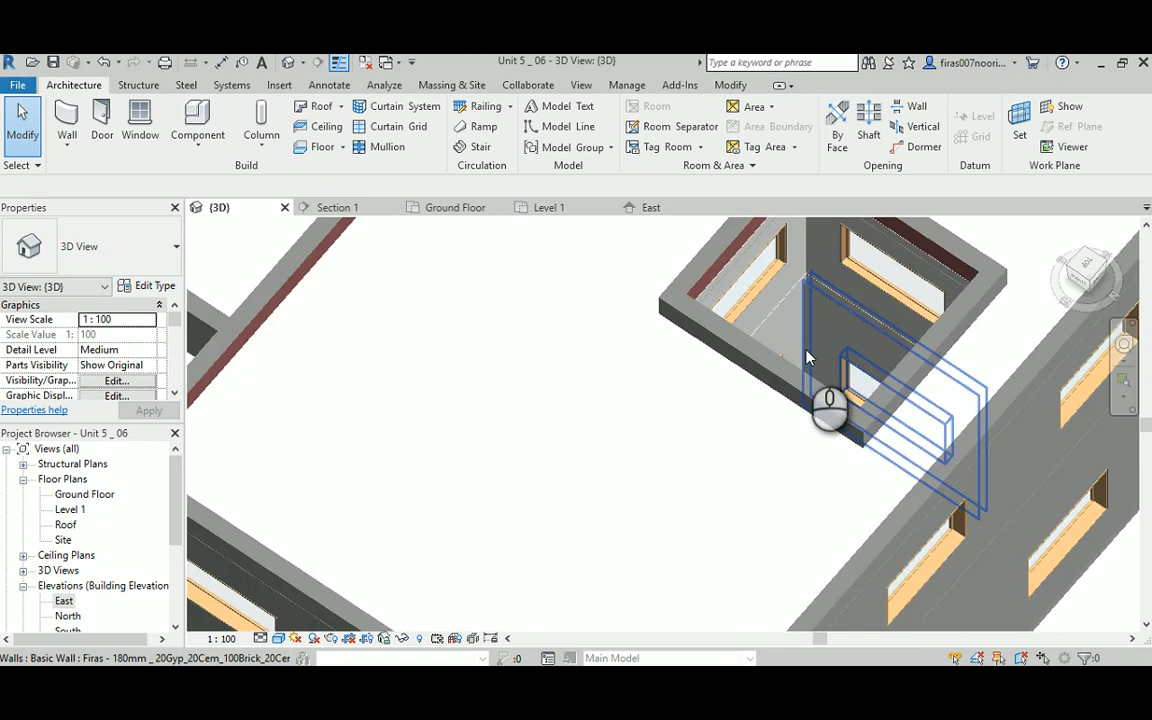 Unit 5 _ 06 - 3D View: {3D}
Type a keyword or phrase
firas007noori...
File Architecture Structure Steel Systems Insert Annotate Analyze Massing & Site Collaborate View Manage Add-Ins Modify
Modify Wall Door Window Component Column
Roof Curtain System
Ceiling Curtain Grid
Floor Mullion
Railing
Ramp
Stair
Model Text
Model Line
Model Group
Room
Room Separator
Tag Room
Area
Area Boundary
Tag Area
By Face
Shaft
Wall
Vertical
Dormer
Level
Grid
Set
Show
Ref Plane
Viewer
Select Build Circulation Model Room & Area Opening Datum Work Plane
Properties
{3D} Section 1 Ground Floor Level 1 East
3D View
3D View: {3D} Edit Type
Graphics
View Scale 1 : 100
Scale Value 1: 100
Detail Level Medium
Parts Visibility Show Original
Visibility/Grap... Edit...
Graphic Displ... Edit...
Properties help Apply
Project Browser - Unit 5 _ 06
Views (all)
Structural Plans
Floor Plans
Ground Floor
Level 1
Roof
Site
Ceiling Plans
3D Views
Elevations (Building Elevation
East
North
South
TOP
1 : 100
Walls : Basic Wall : Firas - 180mm _ 20Gyp_20Cem_100Brick_20Cer
:0
Main Model
:0